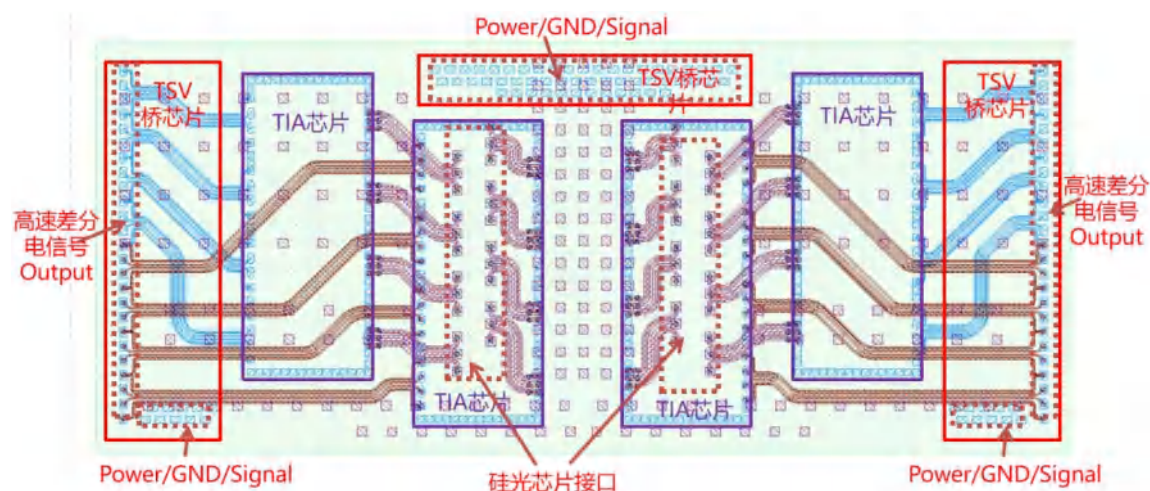 Power/GND/Signal
TSV
桥芯片
TIA芯片
TSV桥芯
片
TIA芯片
TSV
桥芯片
高速差分
电信号
Output
高速差分
电信号
Output
TIA芯片
TIA芯片
Power/GND/Signal
硅光芯片接口
Power/GND/Signal